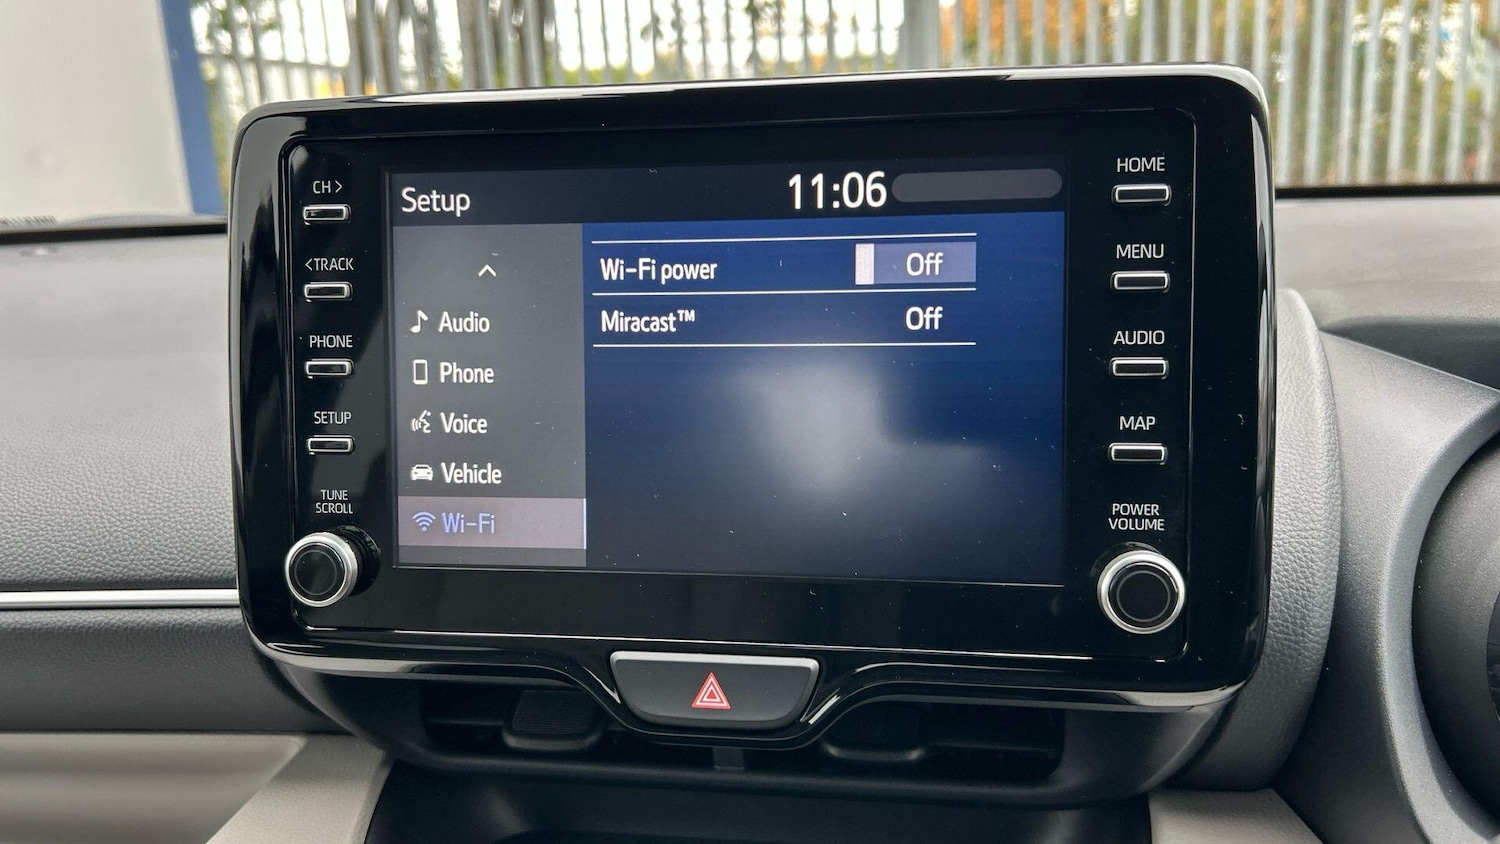 CH>
<TRACK
PHONE
SETUP
TUNE
SCROLL
Setup
11:06
Audio
Phone
Voice
Vehicle
Wi-Fi
Wi-Fi power Off
Miracast™ Off
HOME
MENU
AUDIO
MAP
POWER
VOLUME